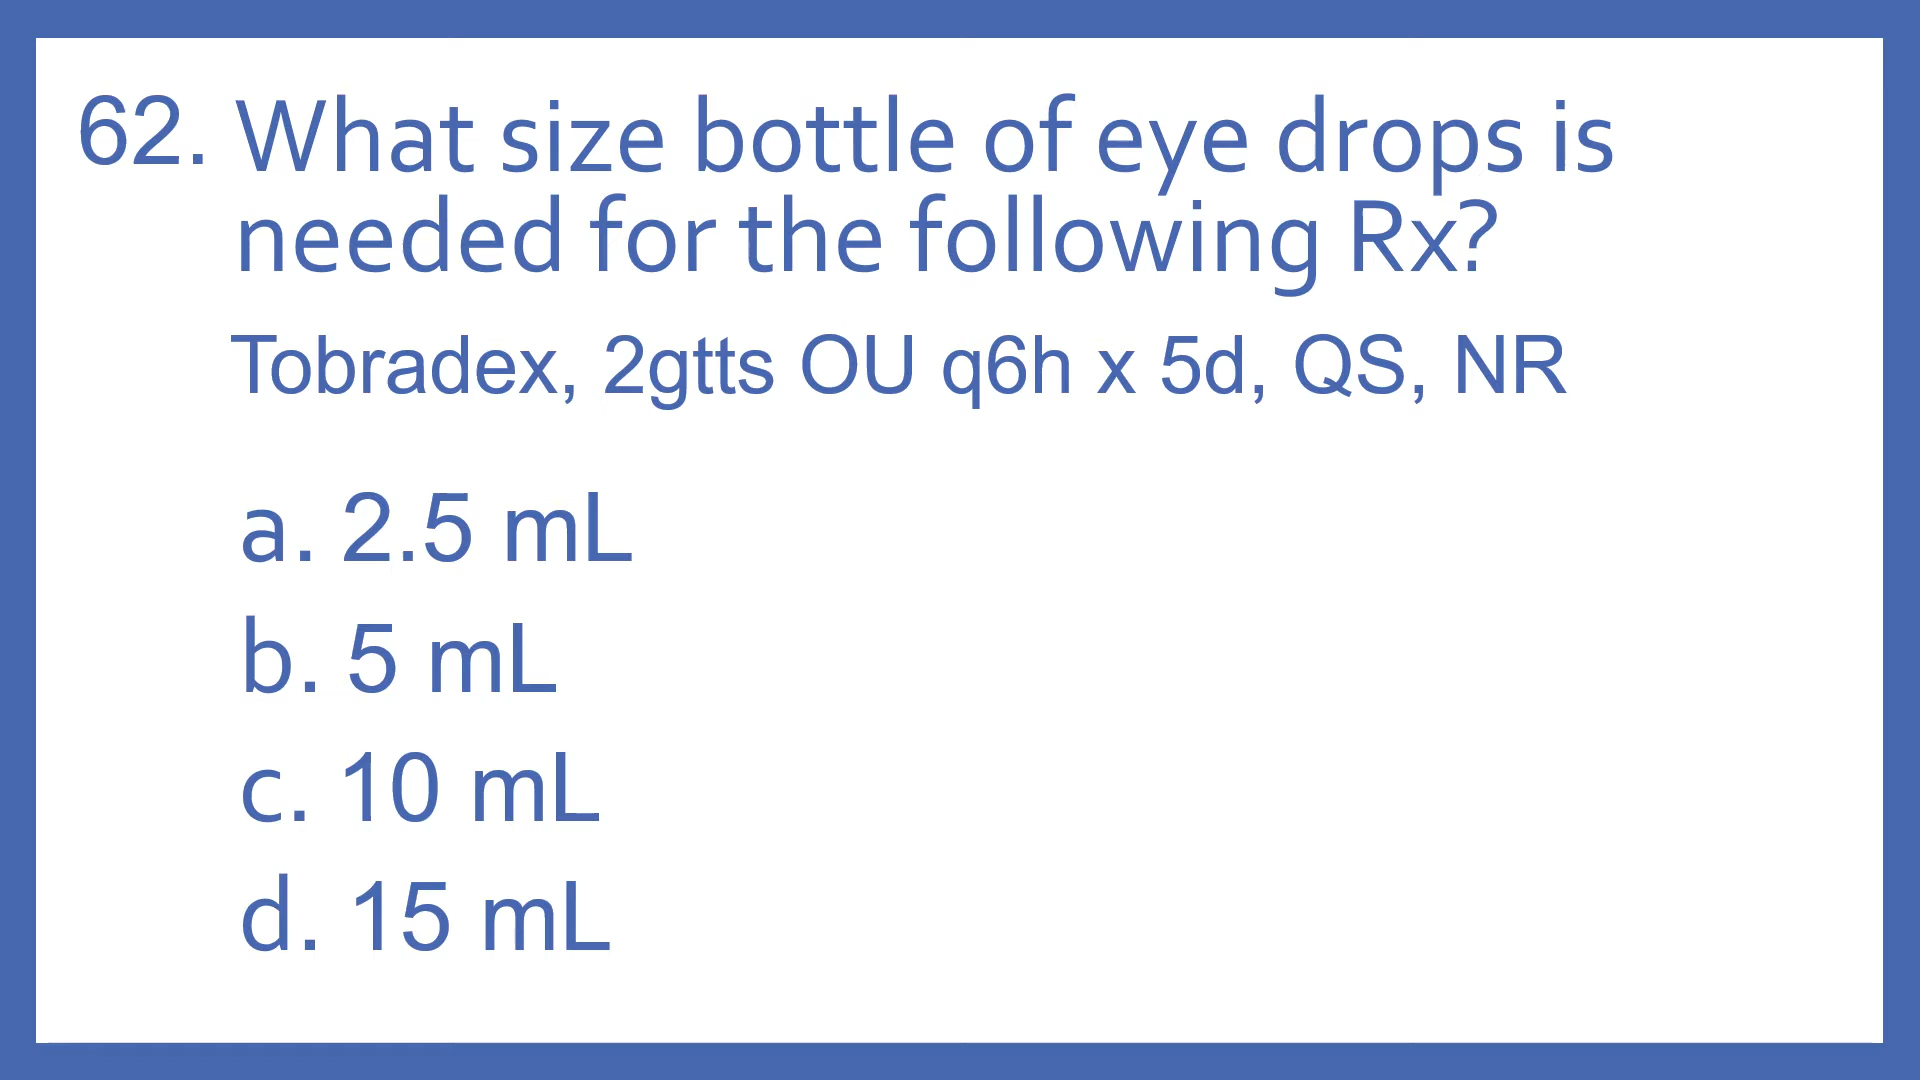 62. What size bottle of eye drops is
needed for the following Rx?
Tobradex, 2gtts OU q6h x 5d, QS, NR
a. 2.5 mL
b. 5 mL
c. 10 mL
d. 15 mL